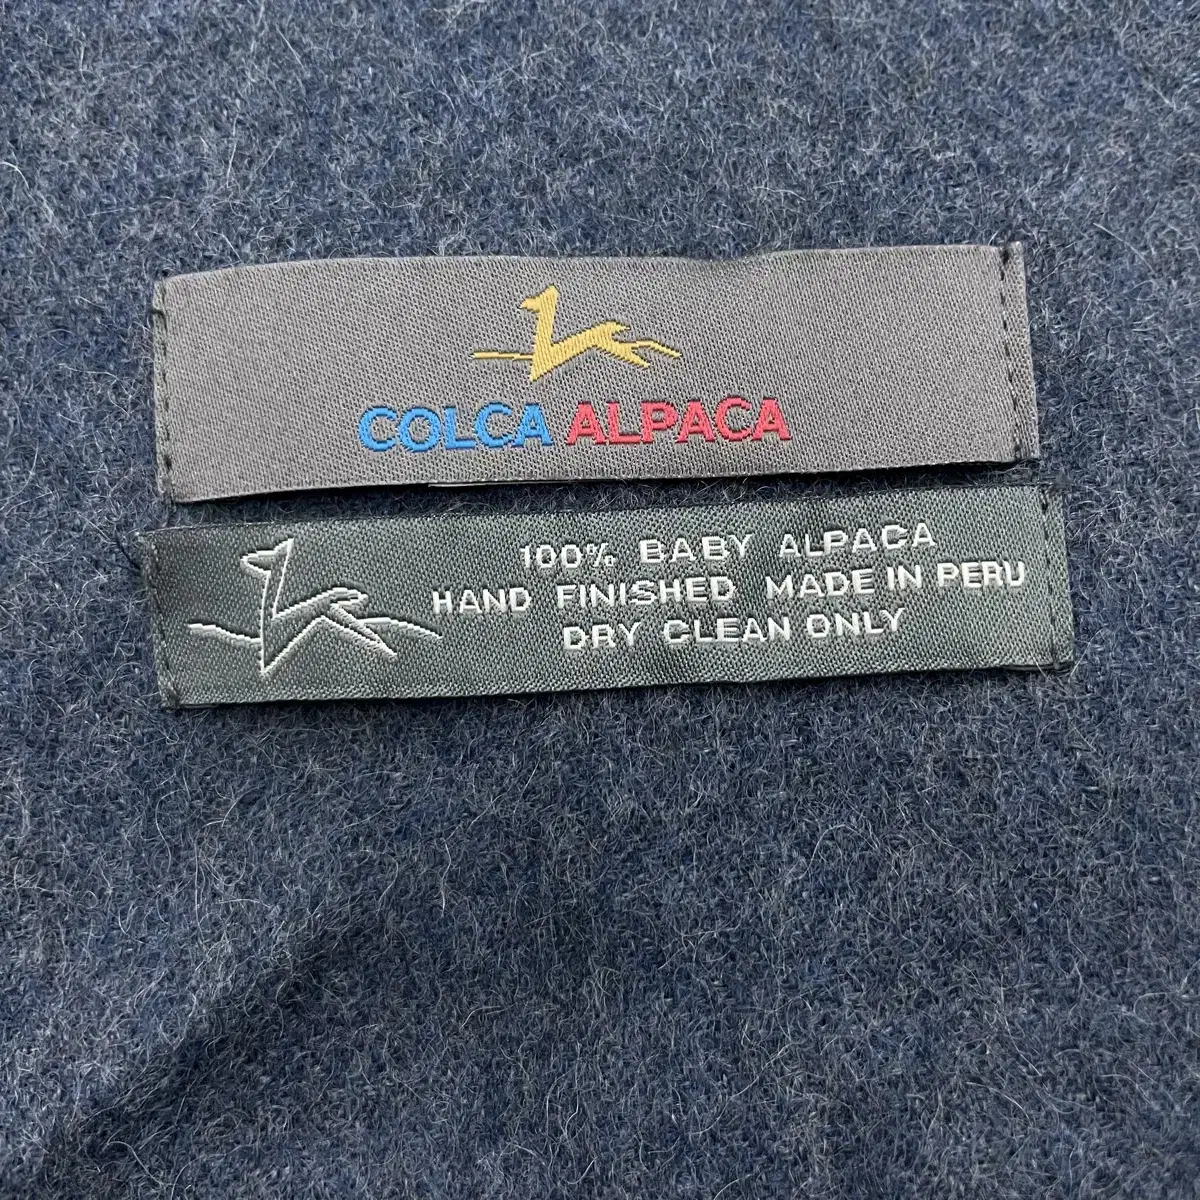 COLCA ALPACA
100% BABY ALPACA
HAND FINISHED MADE IN PERU
DRY CLEAN ONLY